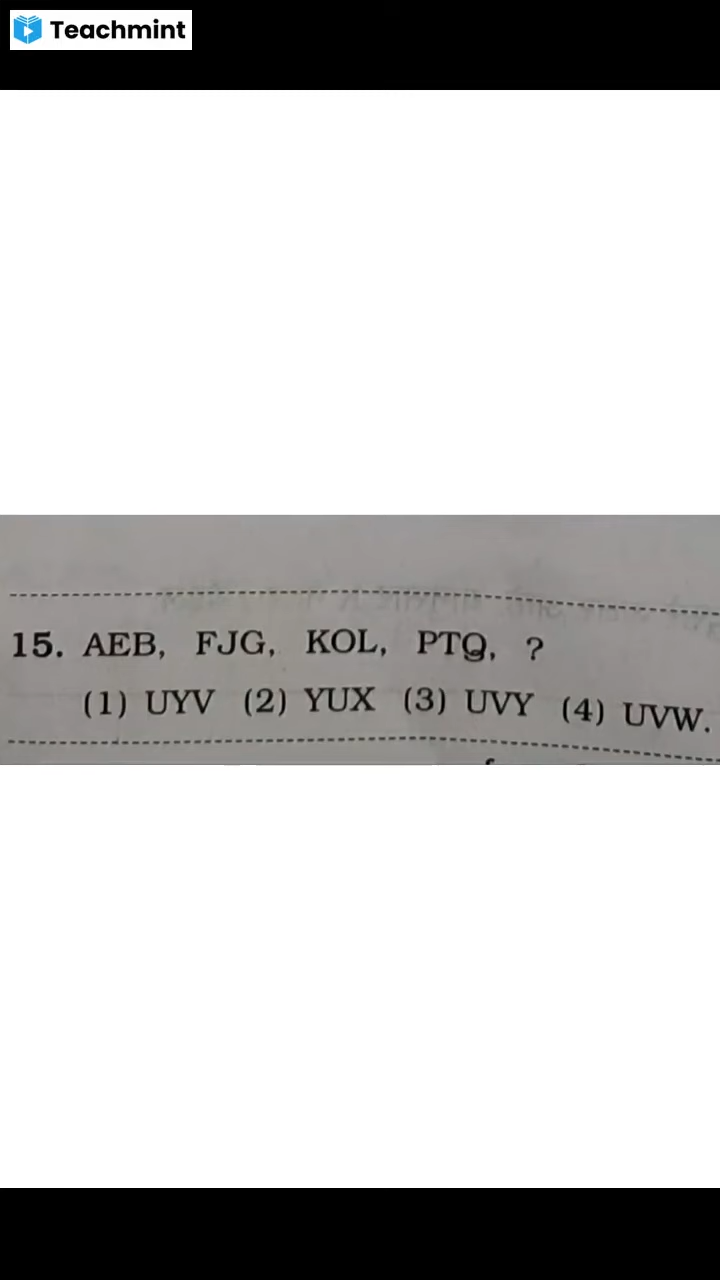 Teachmint
15. AEB, FJG, KOL, PTQ, ?
(1) UYV (2) YUX (3) UVY (4) UVW.